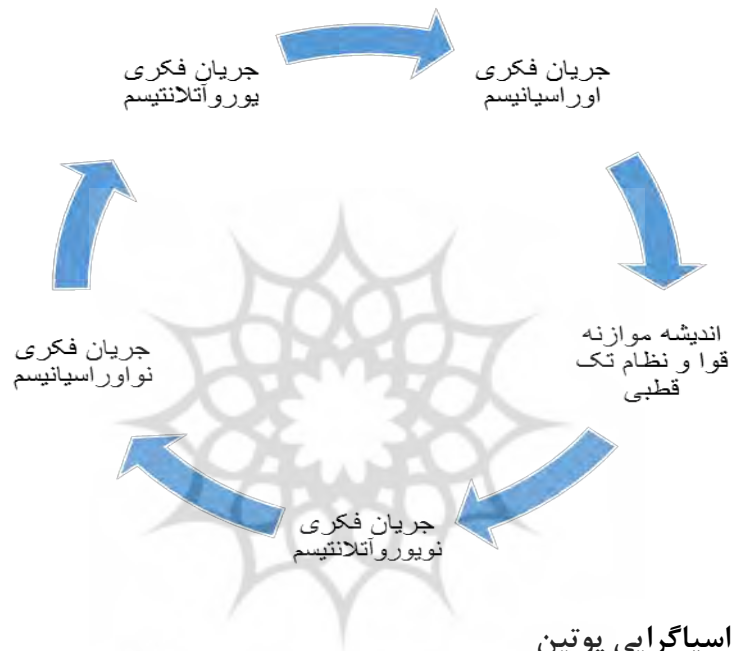 جریان فکری
یوروآتلانتیسم
جریان فکری
اوراسیانیسم
اندیشه موازنه
قوا و نظام تک
قطبی
جریان فکری
نویوروآتلانتیسم
جریان فکری
نواوراسیانیسم
اسیاگرایی پوتین